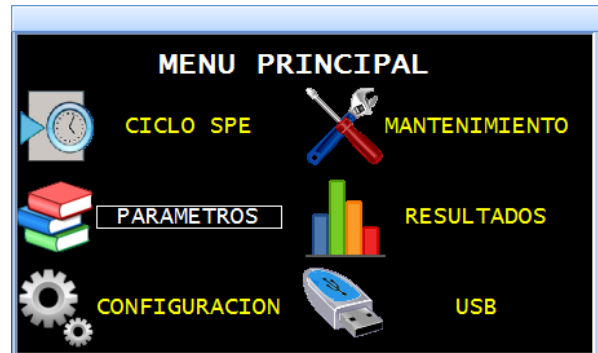 MENU PRINCIPAL
CICLO SPE
MANTENIMIENTO
PARAMETROS
RESULTADOS
CONFIGURACION
USB